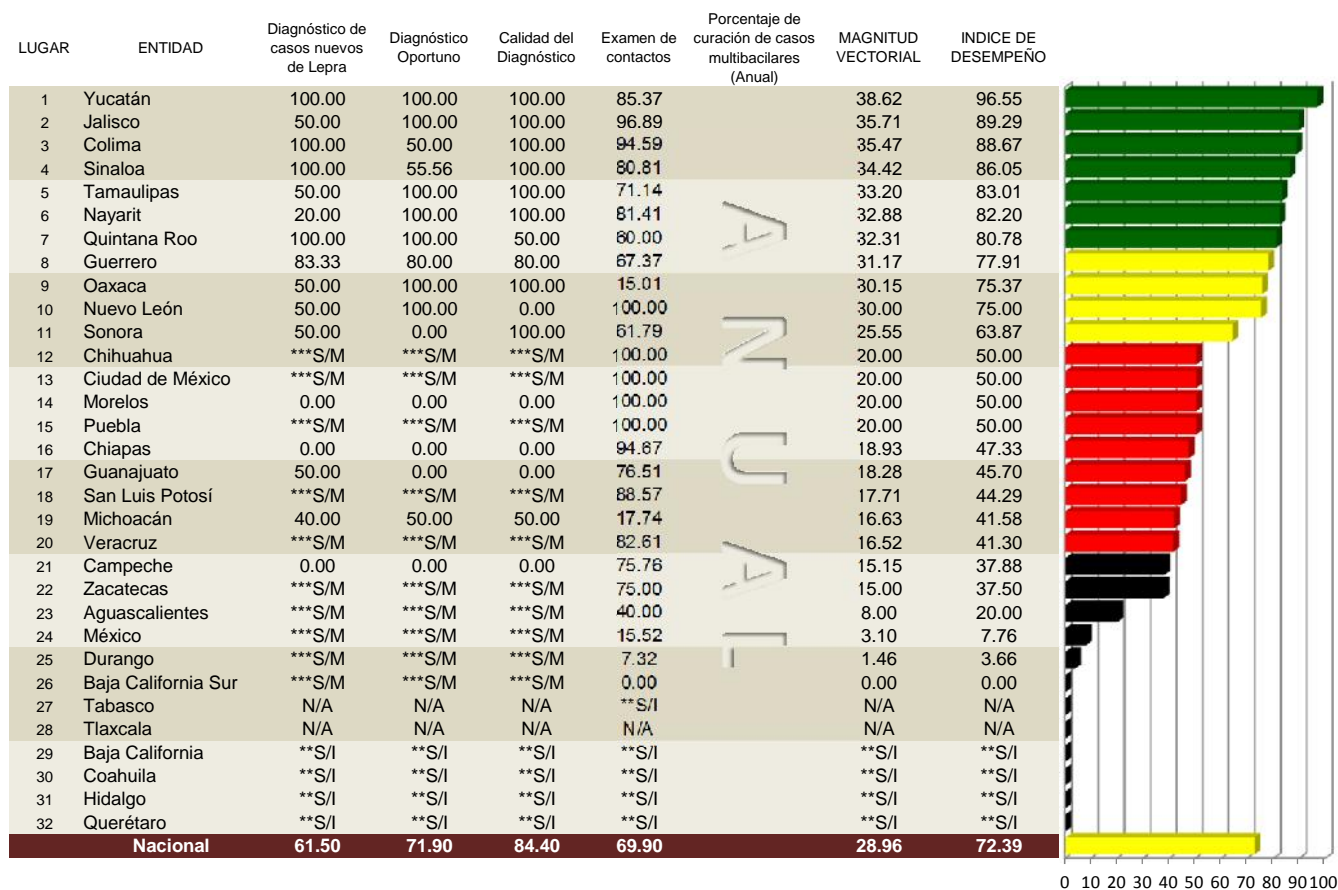 LUGAR ENTIDAD Diagnóstico de casos nuevos de Lepra Diagnóstico Oportuno Calidad del Diagnóstico Examen de contactos Porcentaje de curación de casos multibacilares (Anual) MAGNITUD VECTORIAL INDICE DE DESEMPEÑO
1 Yucatán 100.00 100.00 100.00 85.37 38.62 96.55
2 Jalisco 50.00 100.00 100.00 96.89 35.71 89.29
3 Colima 100.00 50.00 100.00 94.59 35.47 88.67
4 Sinaloa 100.00 55.56 100.00 80.81 34.42 86.05
5 Tamaulipas 50.00 100.00 100.00 71.14 33.20 83.01
6 Nayarit 20.00 100.00 100.00 81.41 32.88 82.20
7 Quintana Roo 100.00 100.00 50.00 60.00 32.31 80.78
8 Guerrero 83.33 80.00 80.00 67.37 31.17 77.91
9 Oaxaca 50.00 100.00 100.00 15.01 30.15 75.37
10 Nuevo León 50.00 100.00 0.00 100.00 30.00 75.00
11 Sonora 50.00 0.00 100.00 61.79 25.55 63.87
12 Chihuahua ***S/M ***S/M ***S/M 100.00 20.00 50.00
13 Ciudad de México ***S/M ***S/M ***S/M 100.00 20.00 50.00
14 Morelos 0.00 0.00 0.00 100.00 20.00 50.00
15 Puebla ***S/M ***S/M ***S/M 100.00 20.00 50.00
16 Chiapas 0.00 0.00 0.00 94.67 18.93 47.33
17 Guanajuato 50.00 0.00 0.00 76.51 18.28 45.70
18 San Luis Potosí ***S/M ***S/M ***S/M 88.57 17.71 44.29
19 Michoacán 40.00 50.00 50.00 17.74 16.63 41.58
20 Veracruz ***S/M ***S/M ***S/M 82.61 16.52 41.30
21 Campeche 0.00 0.00 0.00 75.76 15.15 37.88
22 Zacatecas ***S/M ***S/M ***S/M 75.00 15.00 37.50
23 Aguascalientes ***S/M ***S/M ***S/M 40.00 8.00 20.00
24 México ***S/M ***S/M ***S/M 15.52 3.10 7.76
25 Durango ***S/M ***S/M ***S/M 7.32 1.46 3.66
26 Baja California Sur ***S/M ***S/M ***S/M 0.00 0.00 0.00
27 Tabasco N/A N/A N/A **S/I N/A N/A
28 Tlaxcala N/A N/A N/A N/A N/A N/A
29 Baja California **S/I **S/I **S/I **S/I **S/I **S/I
30 Coahuila **S/I **S/I **S/I **S/I **S/I **S/I
31 Hidalgo **S/I **S/I **S/I **S/I **S/I **S/I
32 Querétaro **S/I **S/I **S/I **S/I **S/I **S/I
Nacional 61.50 71.90 84.40 69.90 28.96 72.39
ANUAL
0 10 20 30 40 50 60 70 80 90 100